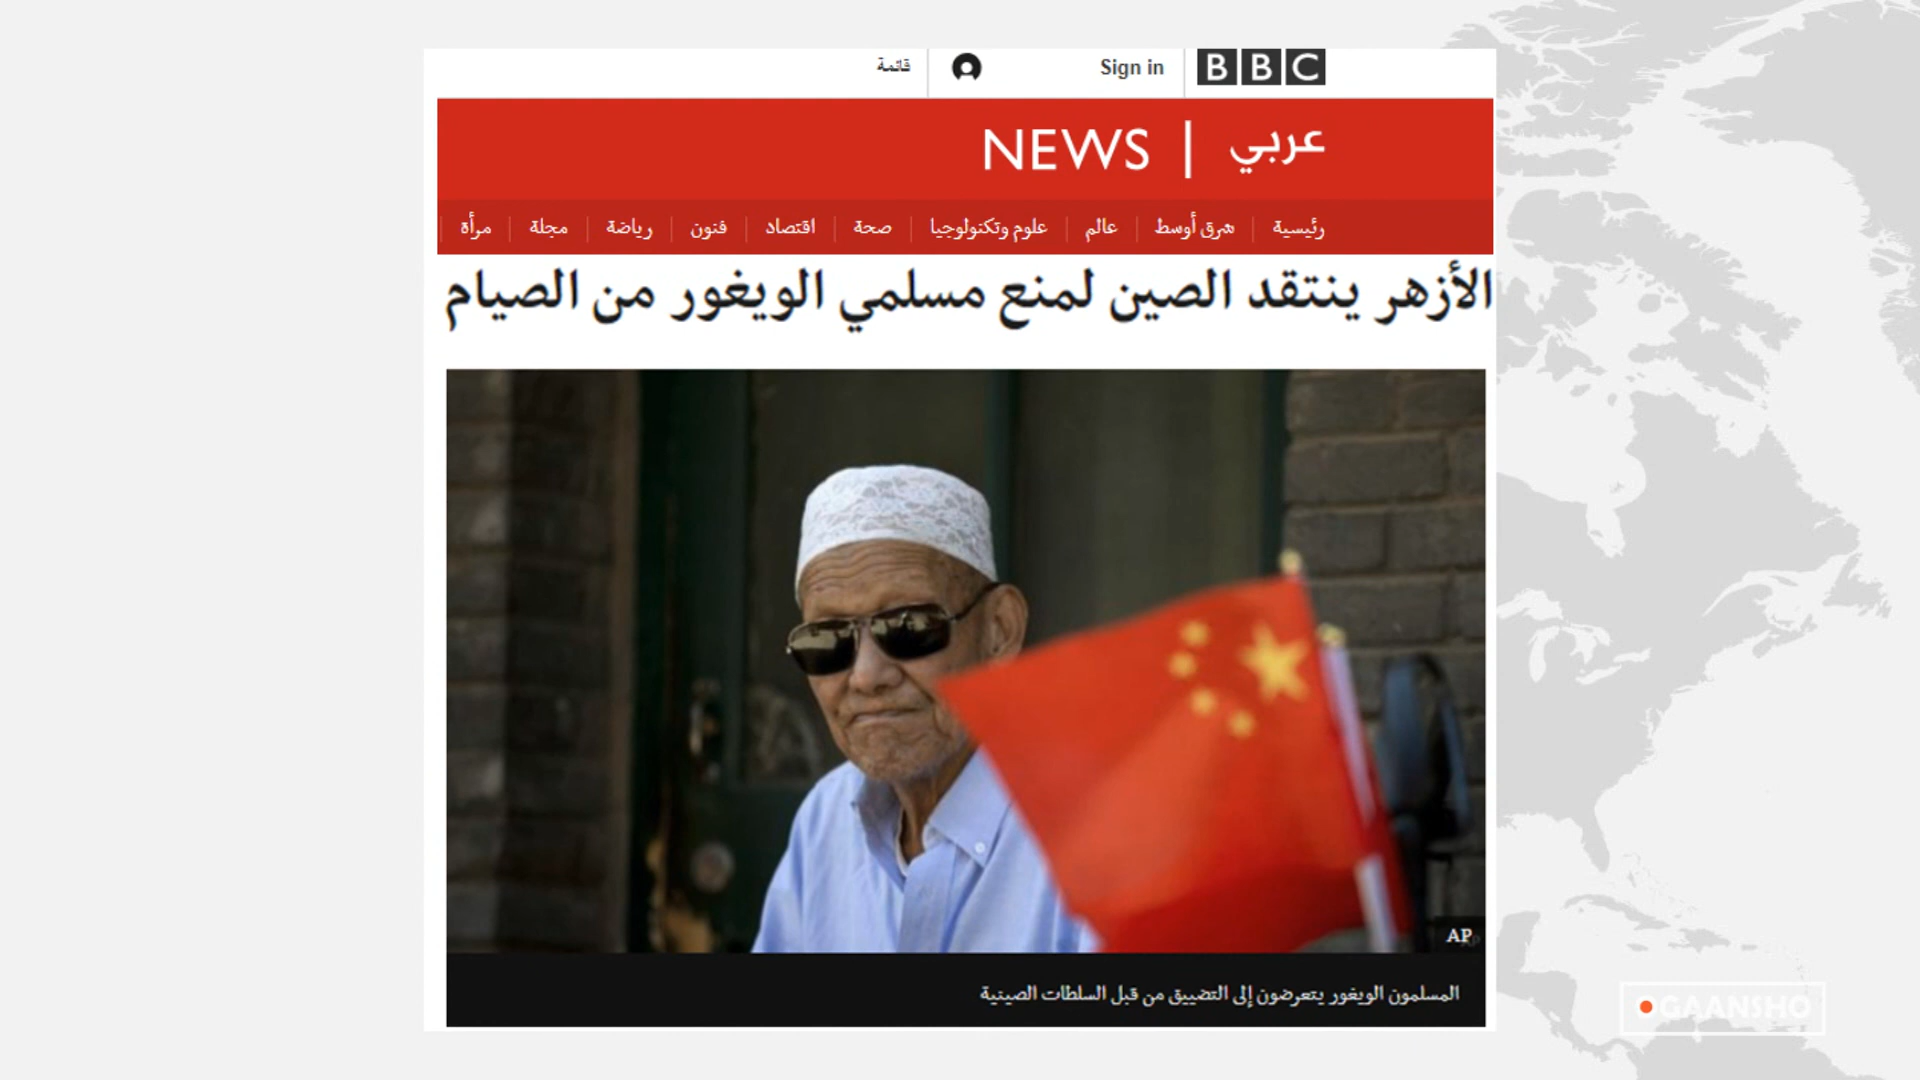 BBC
Sign in
قائمة
عربي | NEWS
رئيسية
شرق أوسط
عالم
علوم وتكنولوجيا
صحة
اقتصاد
فنون
رياضة
مجلة
مرأة
الأزهر ينتقد الصين لمنع مسلمي الويغور من الصيام
AP
المسلمون الويغور يتعرضون إلى التضييق من قبل السلطات الصينية
OGAANSHO